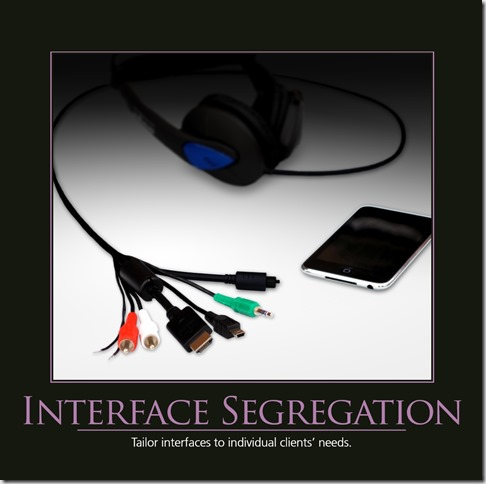 INTERFACE SEGREGATION
Tailor interfaces to individual clients' needs.